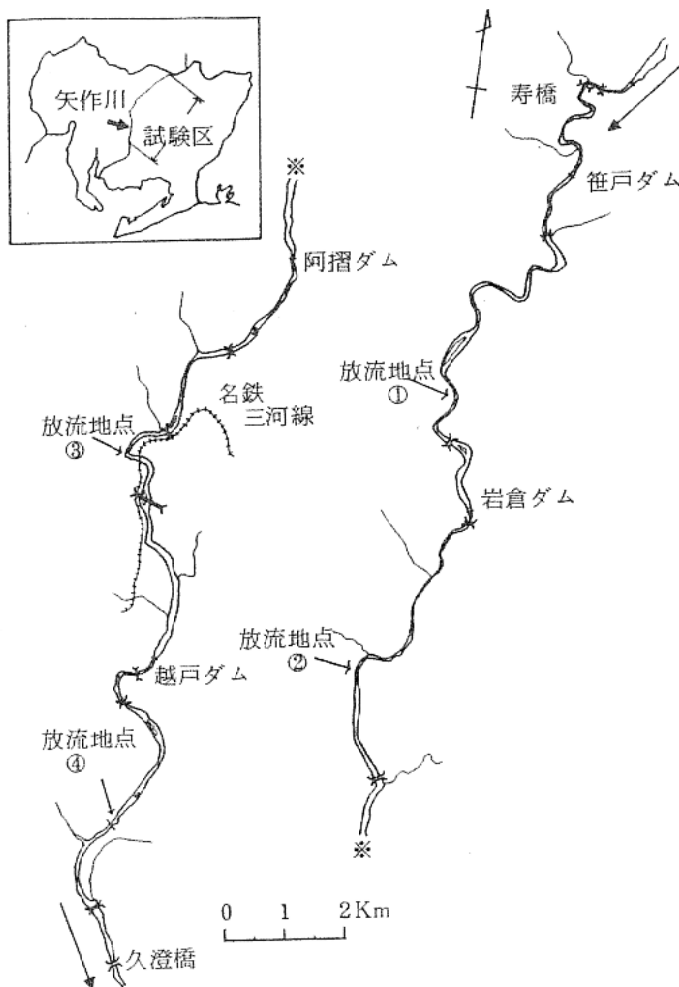 矢作川
試験区
寿橋
笹戸ダム
※
阿摺ダム
放流地点
①
名鉄
三河線
放流地点
③
岩倉ダム
放流地点
②
越戸ダム
放流地点
④
※
0 1 2Km
久澄橋